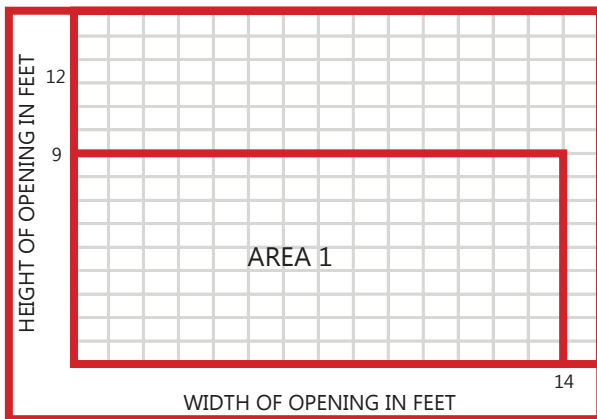 HEIGHT OF OPENING IN FEET
12
9
AREA 1
14
WIDTH OF OPENING IN FEET